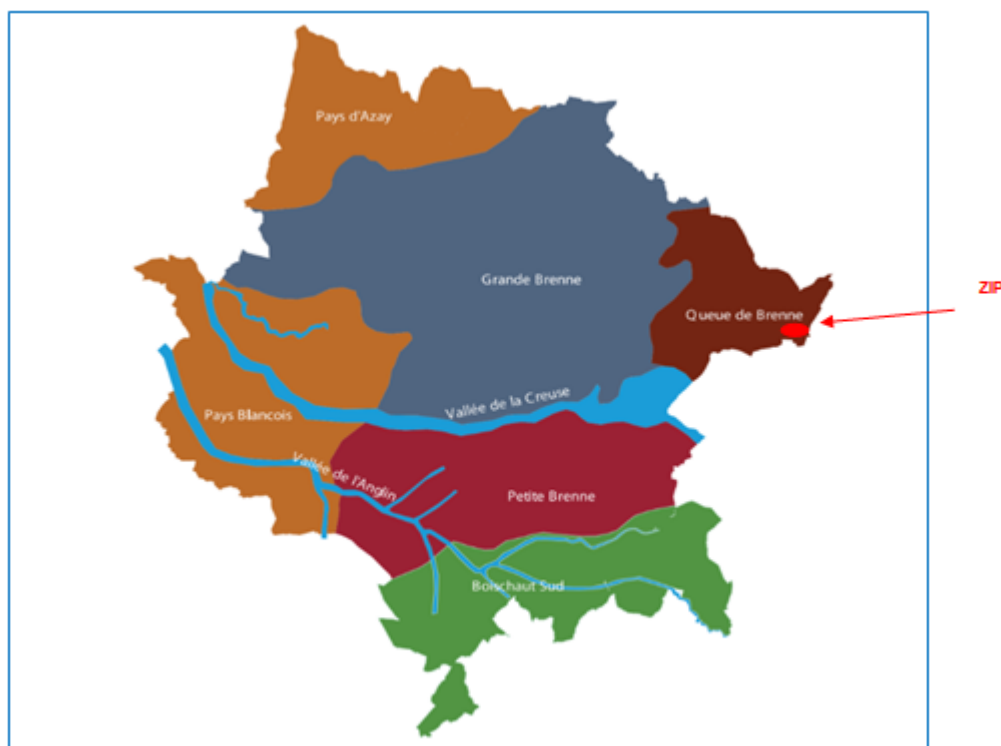 Pays d'Azay
Grande Brenne
ZIP
Queue de Brenne
Vallée de la Creuse
Pays Blancois
Vallée de l'Anglin
Petite Brenne
Boischaut Sud